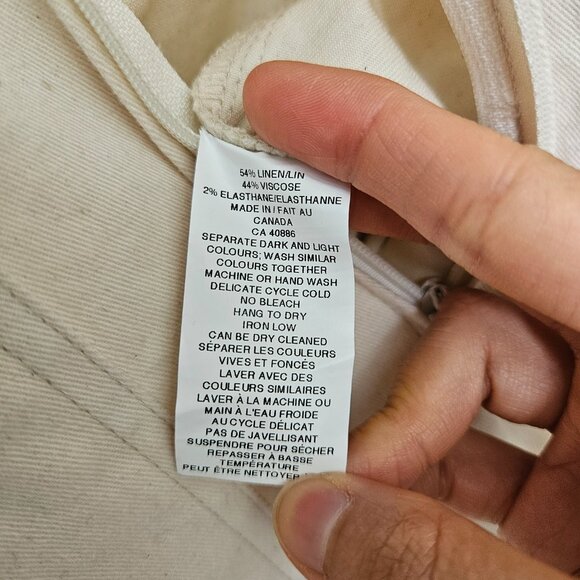 54% LINEN/LIN
44% VISCOSE
2% ELASTHANE/ELASTHANNE
MADE IN / FAIT AU
CANADA
CA 40886
SEPARATE DARK AND LIGHT
COLOURS; WASH SIMILAR
COLOURS TOGETHER
MACHINE OR HAND WASH
DELICATE CYCLE COLD
NO BLEACH
HANG TO DRY
IRON LOW
CAN BE DRY CLEANED
SÉPARER LES COULEURS
VIVES ET FONCÉS
LAVER AVEC DES
COULEURS SIMILAIRES
LAVER À LA MACHINE OU
MAIN À L'EAU FROIDE
AU CYCLE DÉLICAT
PAS DE JAVELLISANT
SUSPENDRE POUR SÉCHER
REPASSER À BASSE
TEMPÉRATURE
PEUT ÊTRE NETTOYER